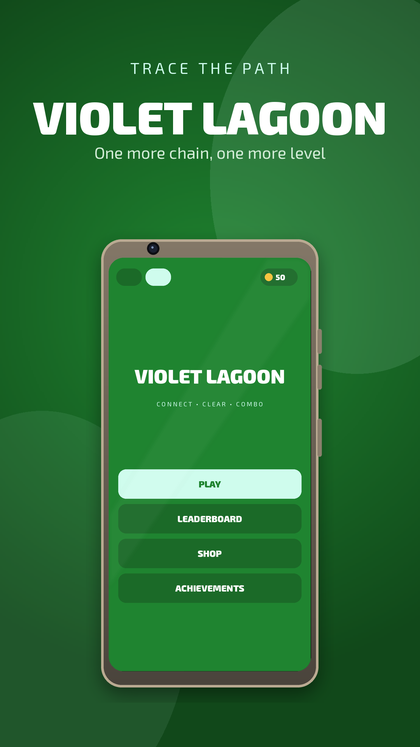 TRACE THE PATH
VIOLET LAGOON
One more chain, one more level
50
VIOLET LAGOON
CONNECT • CLEAR • COMBO
PLAY
LEADERBOARD
SHOP
ACHIEVEMENTS